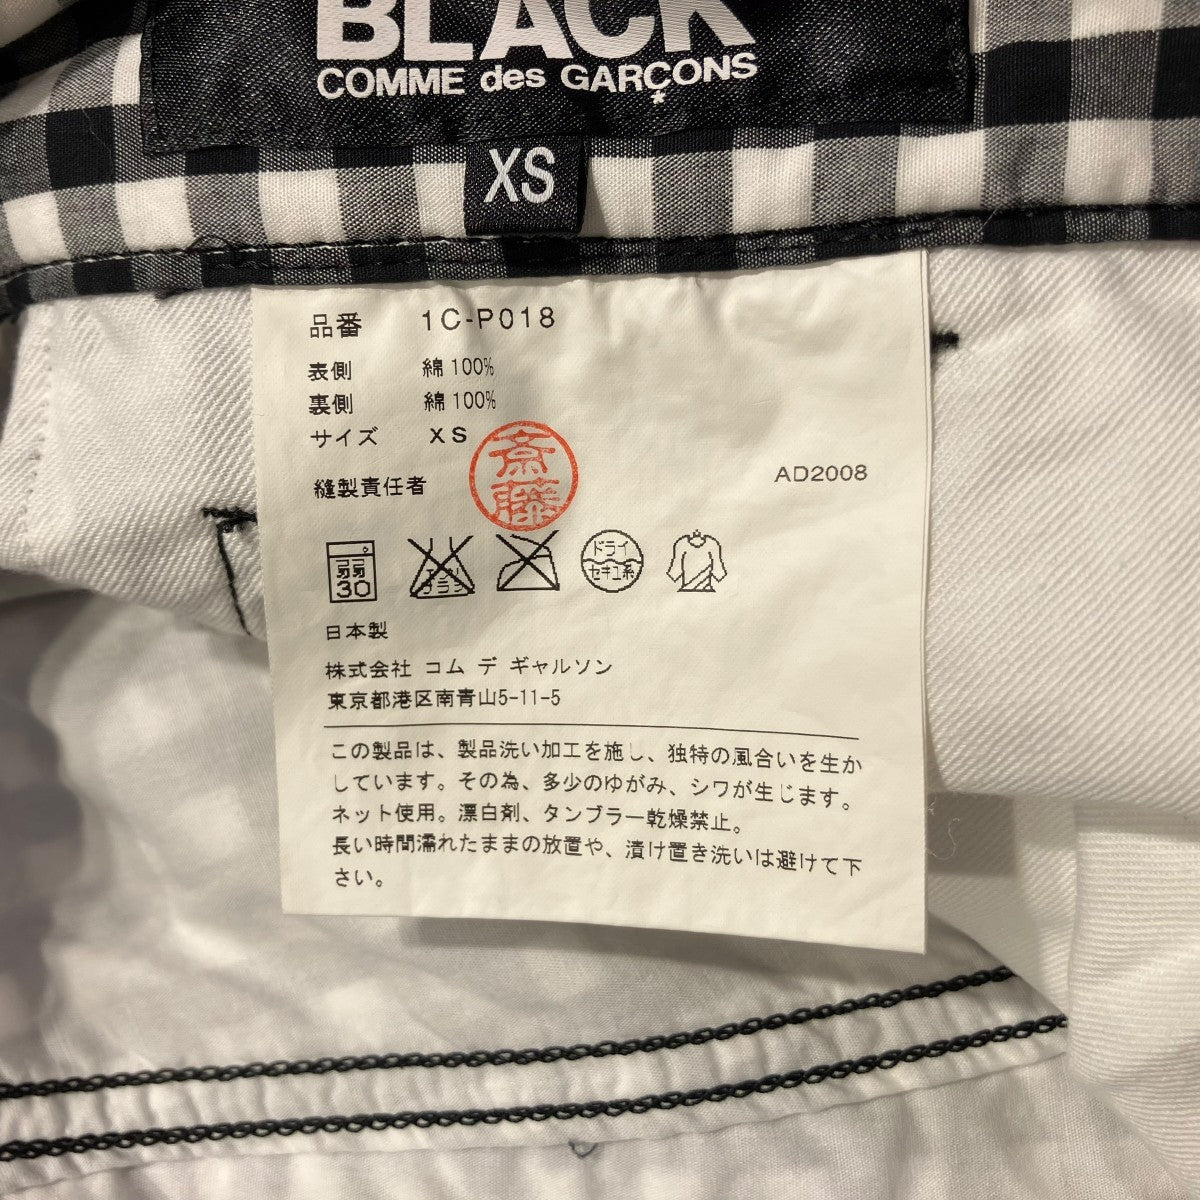 BLACK
COMME des GARÇONS
*
XS
品番 1C-P018
表側 綿 100%
裏側 綿 100%
サイズ XS
縫製責任者 斎藤
AD2008
弱 30
エンソ サラシ
ドライ
セキユ系
日本製
株式会社 コム デ ギャルソン
東京都港区南青山5-11-5
この製品は、製品洗い加工を施し、独特の風合いを生か
しています。その為、多少のゆがみ、シワが生じます。
ネット使用。漂白剤、タンブラー乾燥禁止。
長い時間濡れたままの放置や、漬け置き洗いは避けて下
さい。